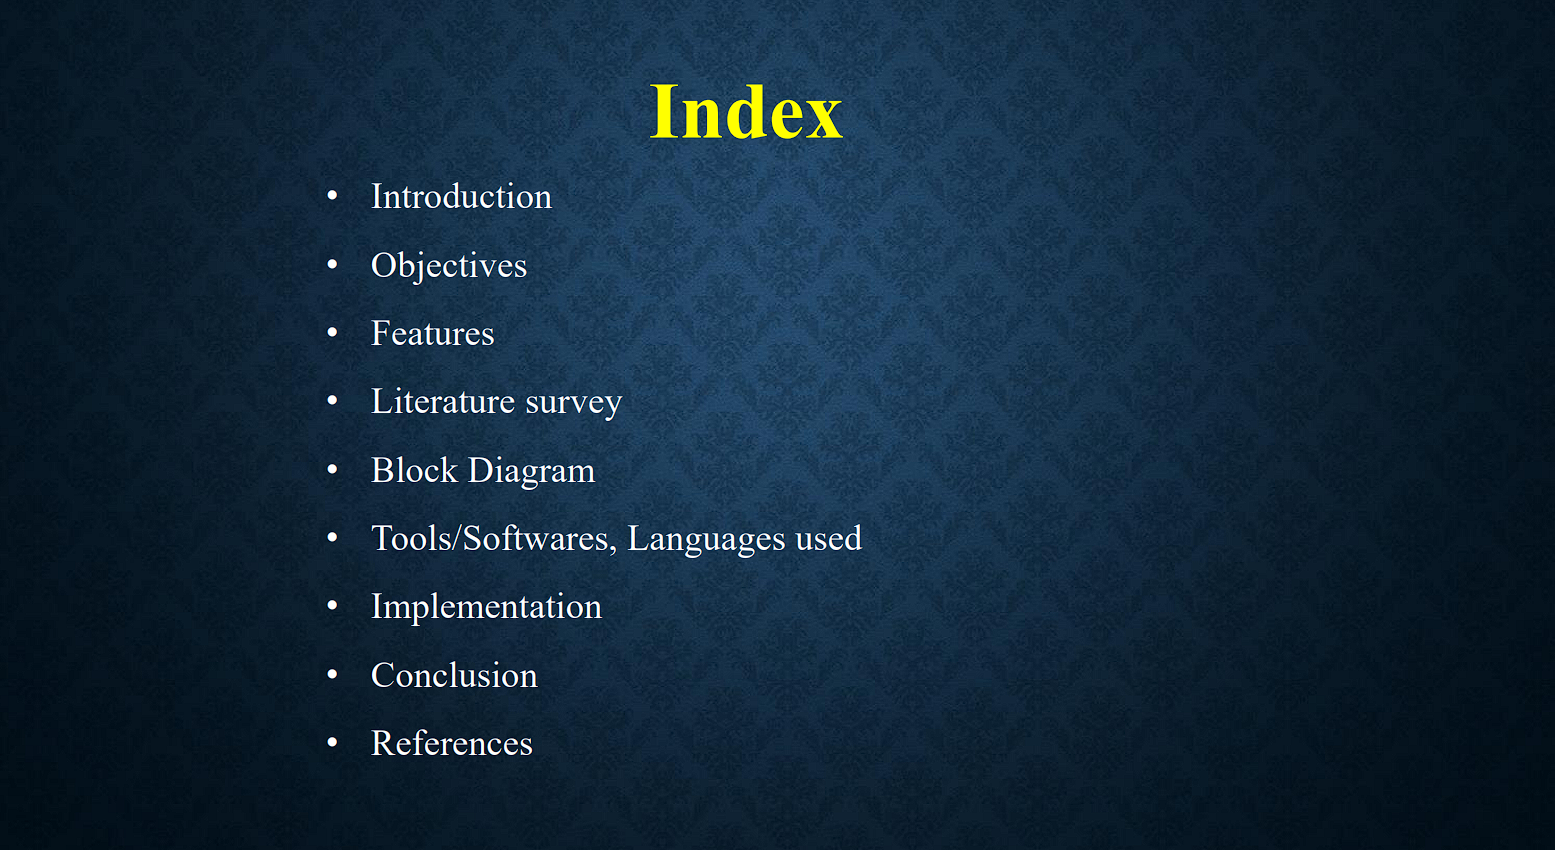 Index
• Introduction
• Objectives
• Features
• Literature survey
• Block Diagram
• Tools/Softwares, Languages used
• Implementation
• Conclusion
• References